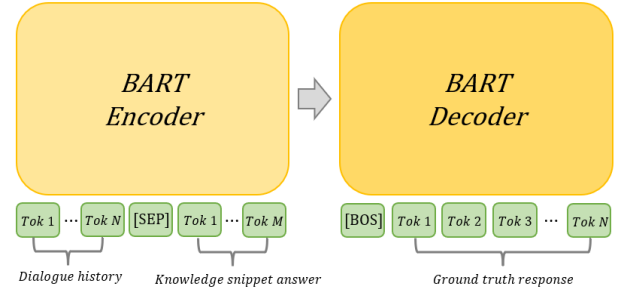 BART
Encoder
BART
Decoder
Tok 1 ... Tok N [SEP] Tok 1 ... Tok M
[BOS] Tok 1 Tok 2 Tok 3 ... Tok N
Dialogue history
Knowledge snippet answer
Ground truth response